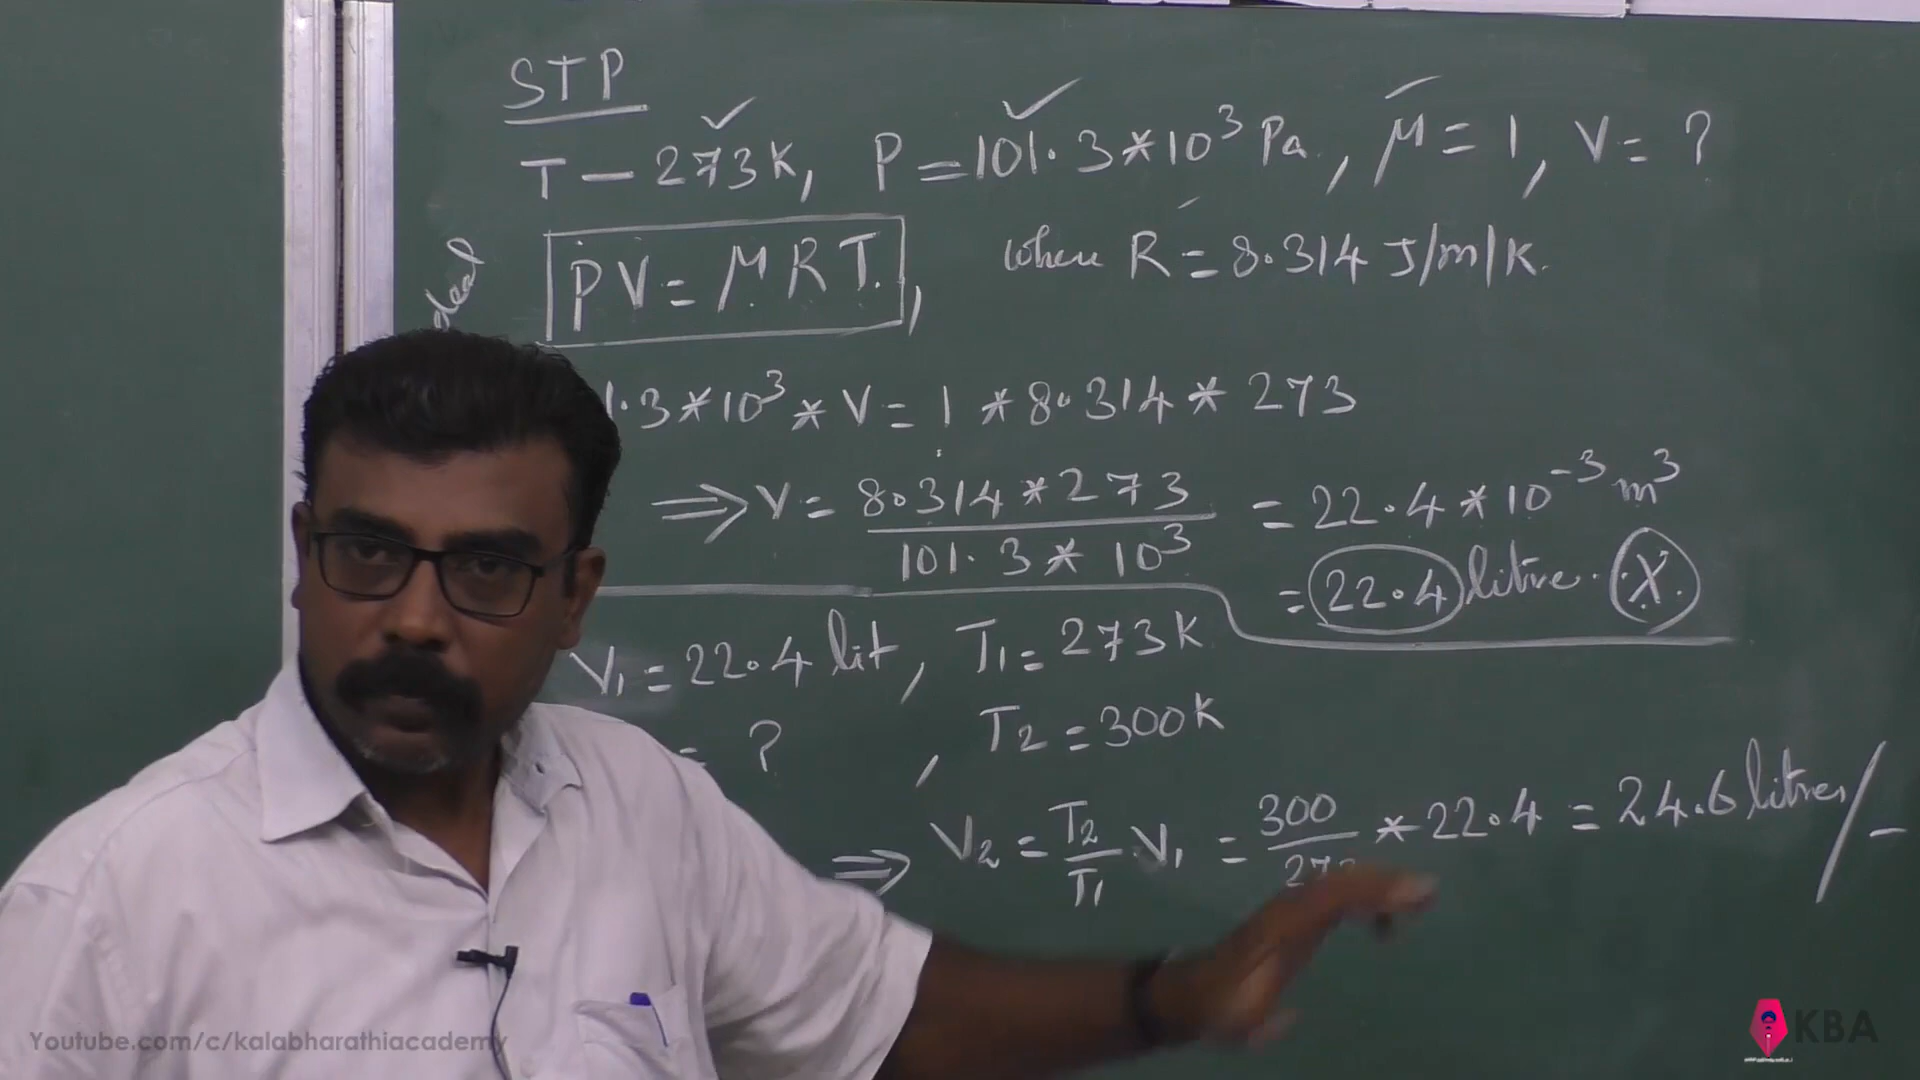 STP
T - 273K, P = 101.3*10³ Pa, μ = 1, V = ?
PV = μRT, where R = 8.314 J/m/K.
1.3*10³ * V = 1 * 8.314 * 273
⇒ V = 8.314*273 / 101.3*10³ = 22.4*10⁻³ m³
= 22.4 litre. X
V₁ = 22.4 lit, T₁ = 273K
= ?, T₂ = 300K
⇒ V₂ = T₂/T₁ V₁ = 300/273 * 22.4 = 24.6 litres/-
Youtube.com/c/kalabharathiacademy
KBA